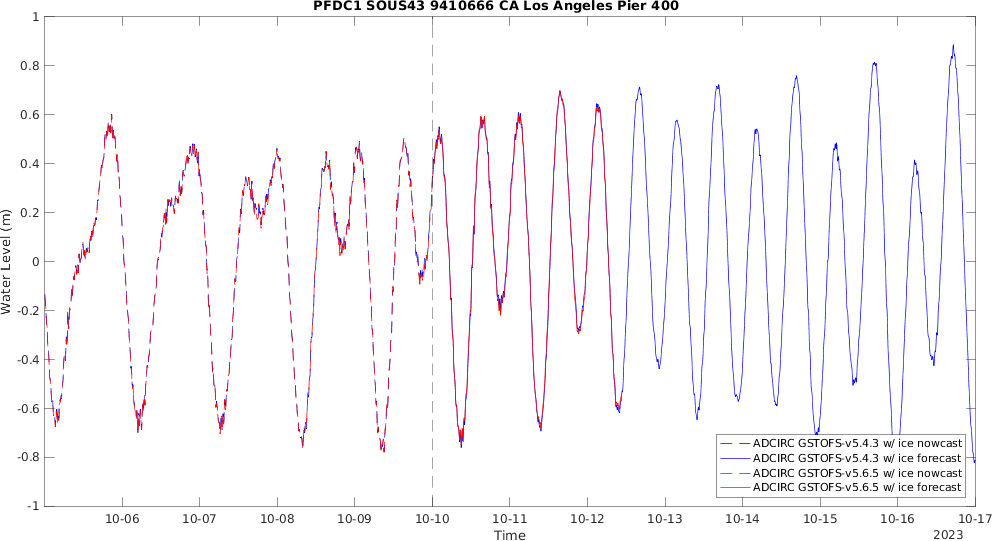 PFDC1 SOUS43 9410666 CA Los Angeles Pier 400
Water Level (m)
1
0.8
0.6
0.4
0.2
0
-0.2
-0.4
-0.6
-0.8
-1
ADCIRC GSTOFS-v5.4.3 w/ ice nowcast
ADCIRC GSTOFS-v5.4.3 w/ ice forecast
ADCIRC GSTOFS-v5.6.5 w/ ice nowcast
ADCIRC GSTOFS-v5.6.5 w/ ice forecast
10-06 10-07 10-08 10-09 10-10 10-11 10-12 10-13 10-14 10-15 10-16 10-17
Time
2023